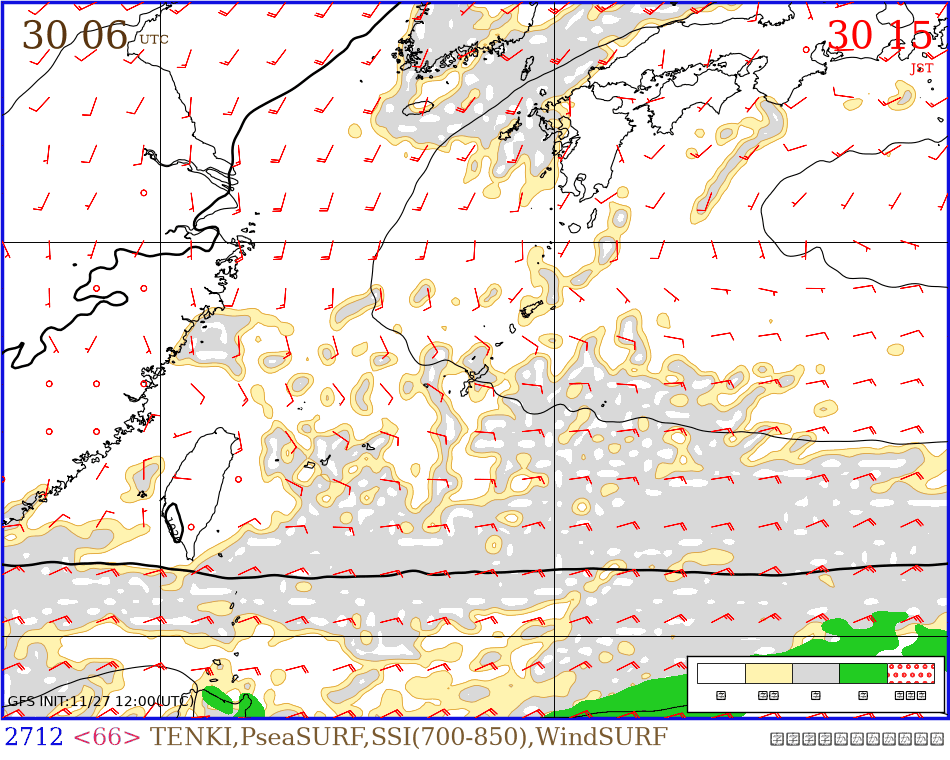 30 06 UTC
30 15 JST
GFS INIT:11/27 12:00(UTC)
2712 <66> TENKI,PseaSURF,SSI(700-850),WindSURF